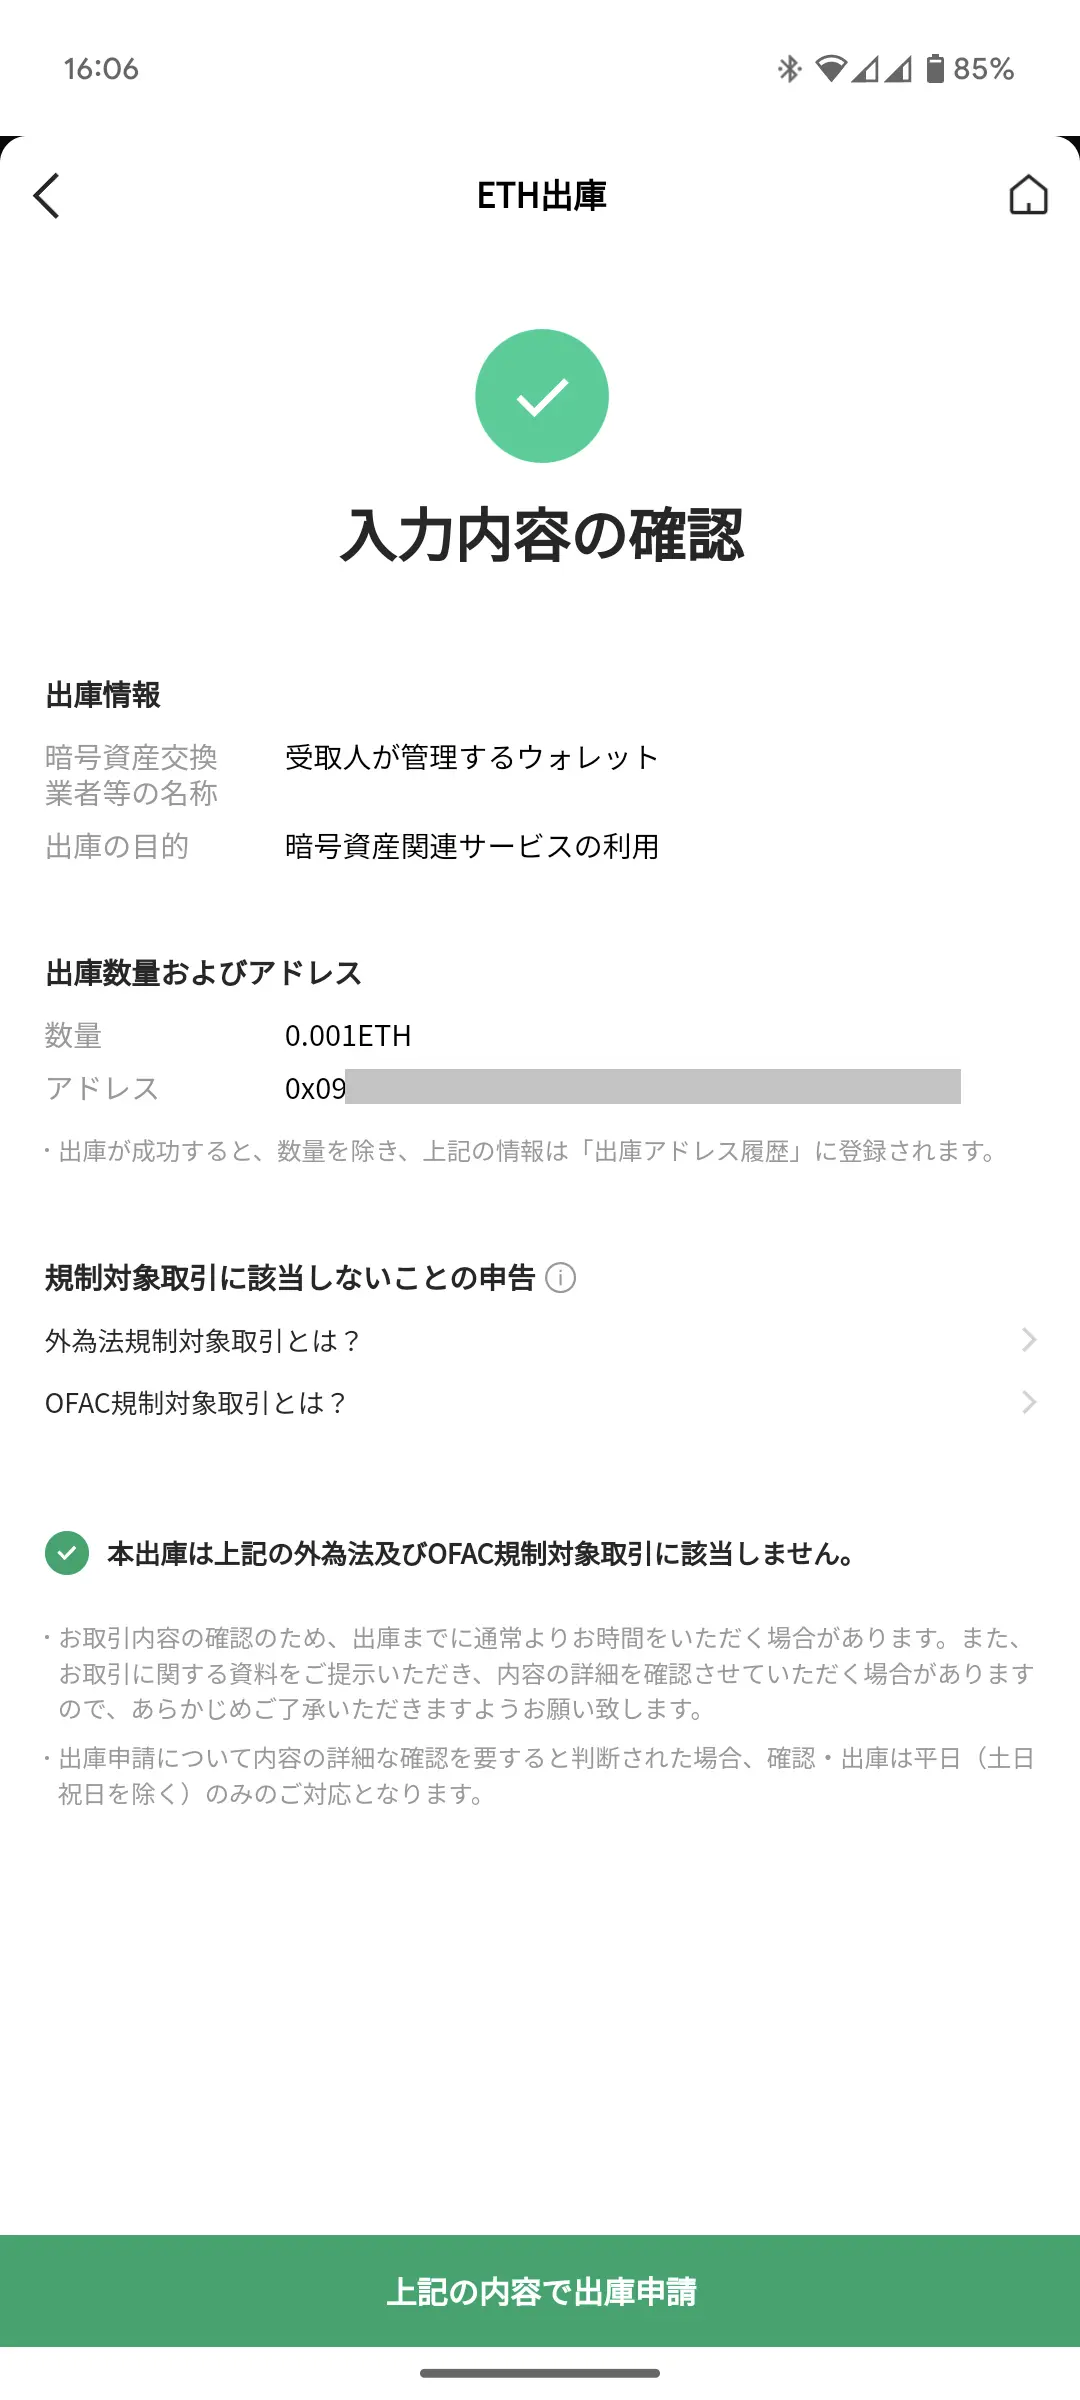 16:06
85%
ETH出庫
入力内容の確認
出庫情報
暗号資産交換
業者等の名称
受取人が管理するウォレット
出庫の目的
暗号資産関連サービスの利用
出庫数量およびアドレス
数量
0.001ETH
アドレス
0x09
・出庫が成功すると、数量を除き、上記の情報は「出庫アドレス履歴」に登録されます。
規制対象取引に該当しないことの申告
外為法規制対象取引とは？
OFAC規制対象取引とは？
本出庫は上記の外為法及びOFAC規制対象取引に該当しません。
・お取引内容の確認のため、出庫までに通常よりお時間をいただく場合があります。また、
お取引に関する資料をご提示いただき、内容の詳細を確認させていただく場合があります
ので、あらかじめご了承いただきますようお願い致します。
・出庫申請について内容の詳細な確認を要すると判断された場合、確認・出庫は平日（土日
祝日を除く）のみのご対応となります。
上記の内容で出庫申請